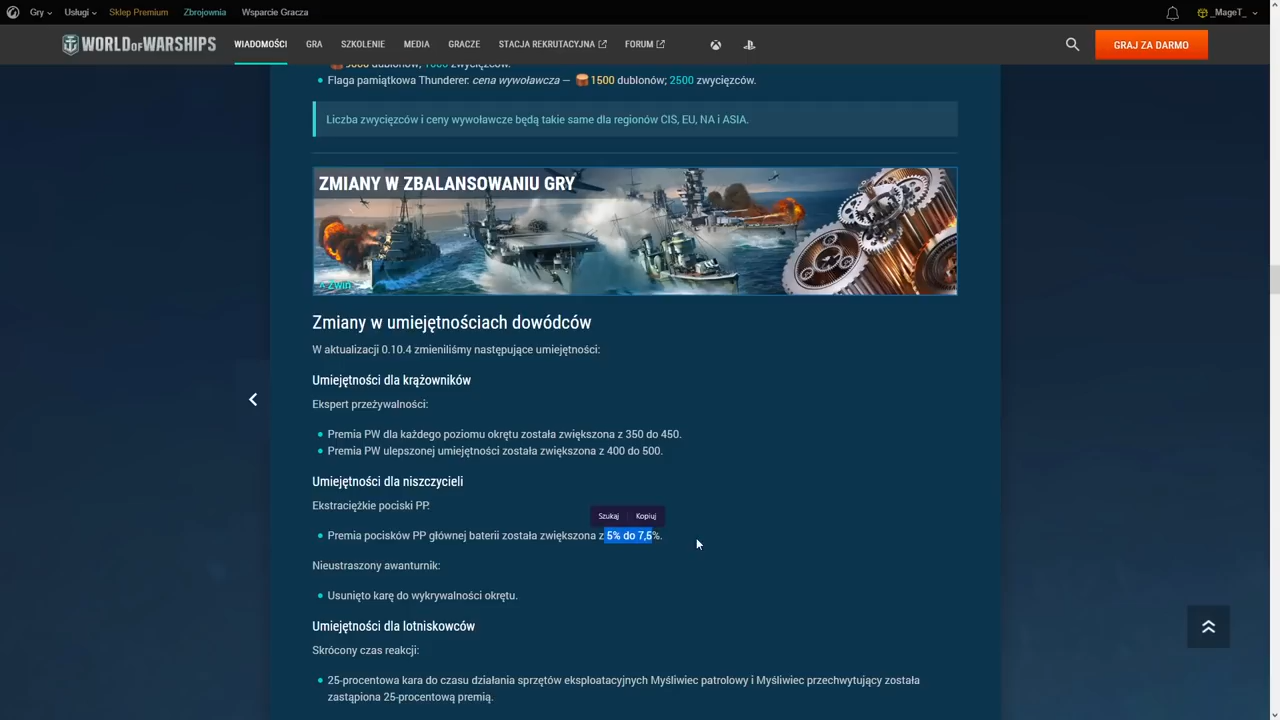 Gry
Usługi
Sklep Premium
Zbrojownia
Wsparcie Gracza
_MageT_
WORLD OF WARSHIPS
WIADOMOŚCI
GRA
SZKOLENIE
MEDIA
GRACZE
STACJA REKRUTACYJNA
FORUM
GRAJ ZA DARMO
dublonów; zwycięzców.
Flaga pamiątkowa Thunderer: cena wywoławcza — 1500 dublonów; 2500 zwycięzców.
Liczba zwycięzców i ceny wywoławcze będą takie same dla regionów CIS, EU, NA i ASIA.
ZMIANY W ZBALANSOWANIU GRY
Zwiń
Zmiany w umiejętnościach dowódców
W aktualizacji 0.10.4 zmieniliśmy następujące umiejętności:
Umiejętności dla krążowników
Ekspert przeżywalności:
Premia PW dla każdego poziomu okrętu została zwiększona z 350 do 450.
Premia PW ulepszonej umiejętności została zwiększona z 400 do 500.
Umiejętności dla niszczycieli
Ekstraciężkie pociski PP:
Szukaj
Kopiuj
Premia pocisków PP głównej baterii została zwiększona z 5% do 7,5%.
Nieustraszony awanturnik:
Usunięto karę do wykrywalności okrętu.
Umiejętności dla lotniskowców
Skrócony czas reakcji:
25-procentowa kara do czasu działania sprzętów eksploatacyjnych Myśliwiec patrolowy i Myśliwiec przechwytujący została
zastąpiona 25-procentową premią.